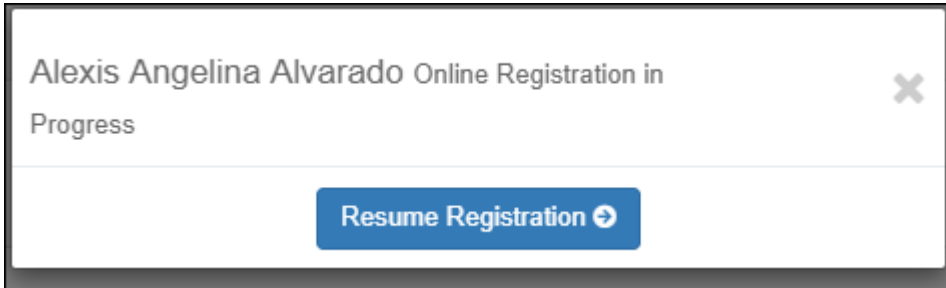 Alexis Angelina Alvarado Online Registration in
Progress
Resume Registration